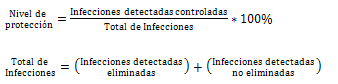 Nivel de protección = Infecciones detectadas controladas / Total de Infecciones * 100%
Total de Infecciones = (Infecciones detectadas eliminadas) + (Infecciones detectadas no eliminadas)